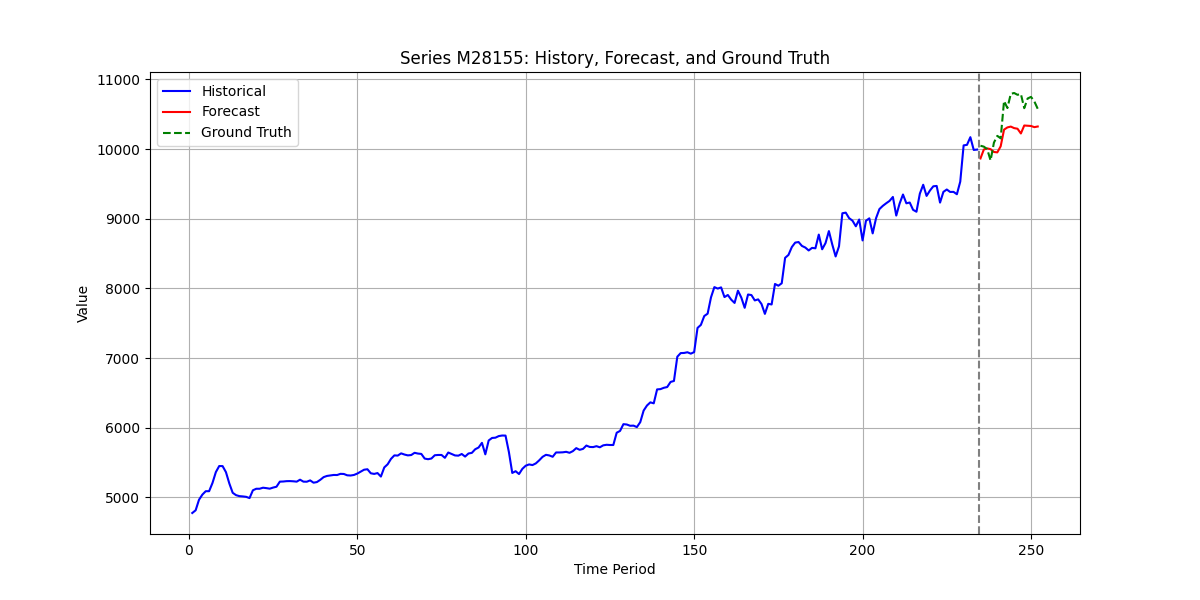 Series M28155: History, Forecast, and Ground Truth
Historical
Forecast
Ground Truth
11000
10000
9000
8000
7000
6000
5000
Value
0 50 100 150 200 250
Time Period